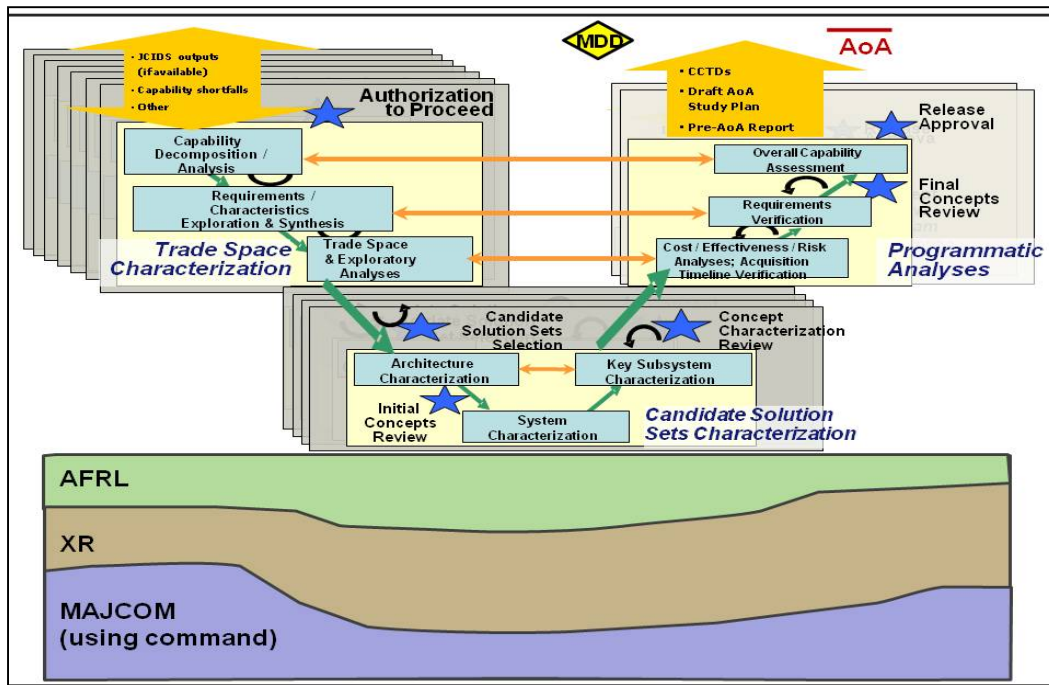 MDD
AoA
• JCIDS outputs
(if available)
• Capability shortfalls
• Other
Authorization
to Proceed
Capability
Decomposition /
Analysis
Requirements /
Characteristics
Exploration & Synthesis
Trade Space
& Exploratory
Analyses
Trade Space
Characterization
• CCTDs
• Draft AoA
Study Plan
• Pre-AoA Report
Release
Approval
Overall Capability
Assessment
Final
Concepts
Review
Requirements
Verification
Cost / Effectiveness / Risk
Analyses; Acquisition
Timeline Verification
Programmatic
Analyses
Candidate
Solution Sets
Selection
Concept
Characterization
Review
Architecture
Characterization
Key Subsystem
Characterization
Initial
Concepts
Review
System
Characterization
Candidate Solution
Sets Characterization
AFRL
XR
MAJCOM
(using command)